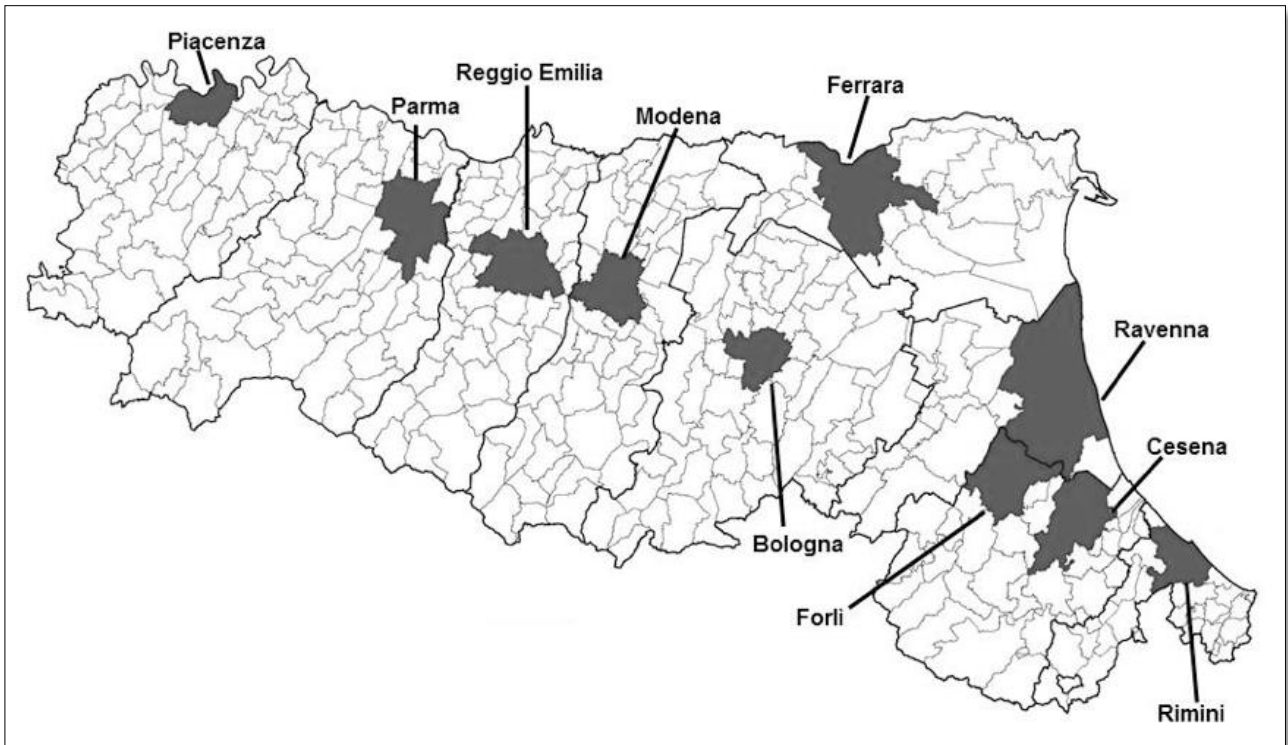 Piacenza
Reggio Emilia
Parma
Modena
Ferrara
Ravenna
Cesena
Bologna
Forlì
Rimini